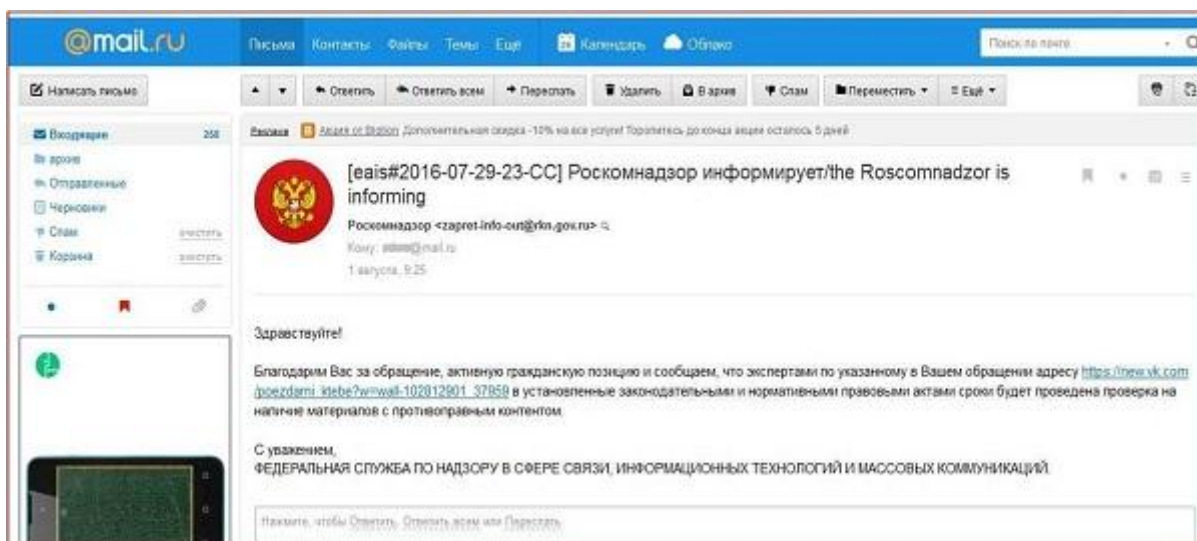 @mail.ru
Письма Контакты Файлы Темы Ещё Календарь Облако
Поиск по почте
Написать письмо
Ответить Ответить всем Переслать Удалить В архив Спам Переместить Ещё
Входящие 258
архив
Отправленные
Черновики
Спам очистить
Корзина очистить
Реклама Дополнительная скидка -10% на все услуги! Торопитесь до конца акции осталось 5 дней
[eais#2016-07-29-23-CC] Роскомнадзор информирует/the Roscomnadzor is
informing
Роскомнадзор <zapret-info-out@rkn.gov.ru>
Кому: @mail.ru
1 августа, 9:25
Здравствуйте!
Благодарим Вас за обращение, активную гражданскую позицию и сообщаем, что экспертами по указанному в Вашем обращении адресу https://new.vk.com
/poezdami_ktebe?w=wall-102812901_37959 в установленные законодательными и нормативными правовыми актами сроки будет проведена проверка на
наличие материалов с противоправным контентом.
С уважением,
ФЕДЕРАЛЬНАЯ СЛУЖБА ПО НАДЗОРУ В СФЕРЕ СВЯЗИ, ИНФОРМАЦИОННЫХ ТЕХНОЛОГИЙ И МАССОВЫХ КОММУНИКАЦИЙ.
Нажмите, чтобы Ответить, Ответить всем или Переслать